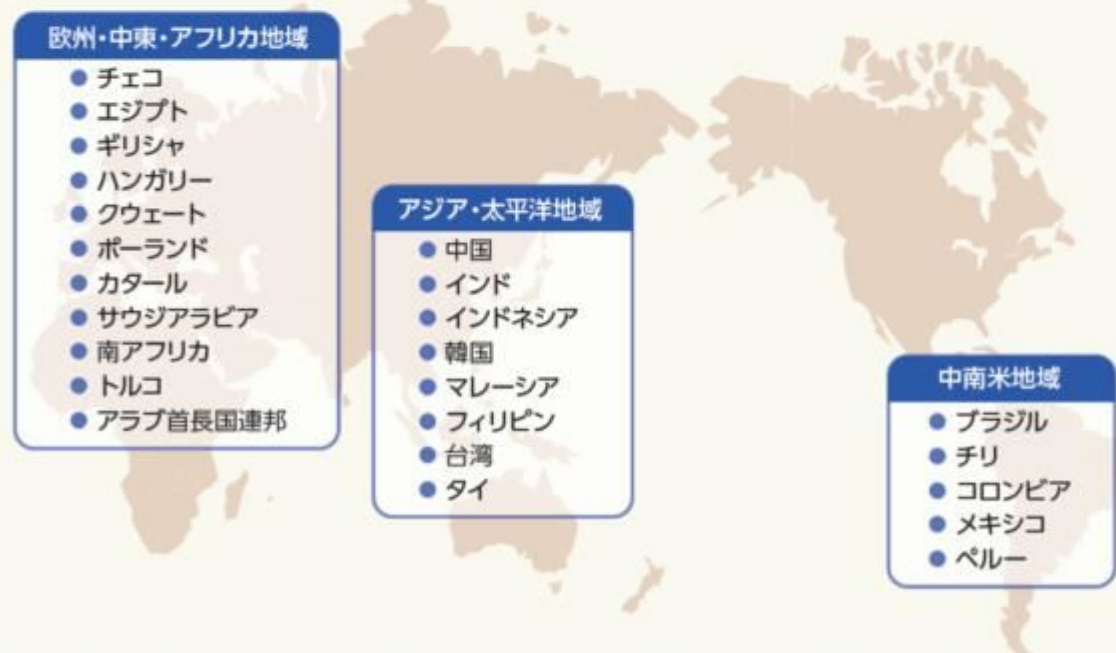 欧州・中東・アフリカ地域
● チェコ
● エジプト
● ギリシャ
● ハンガリー
● クウェート
● ポーランド
● カタール
● サウジアラビア
● 南アフリカ
● トルコ
● アラブ首長国連邦
アジア・太平洋地域
● 中国
● インド
● インドネシア
● 韓国
● マレーシア
● フィリピン
● 台湾
● タイ
中南米地域
● ブラジル
● チリ
● コロンビア
● メキシコ
● ペルー